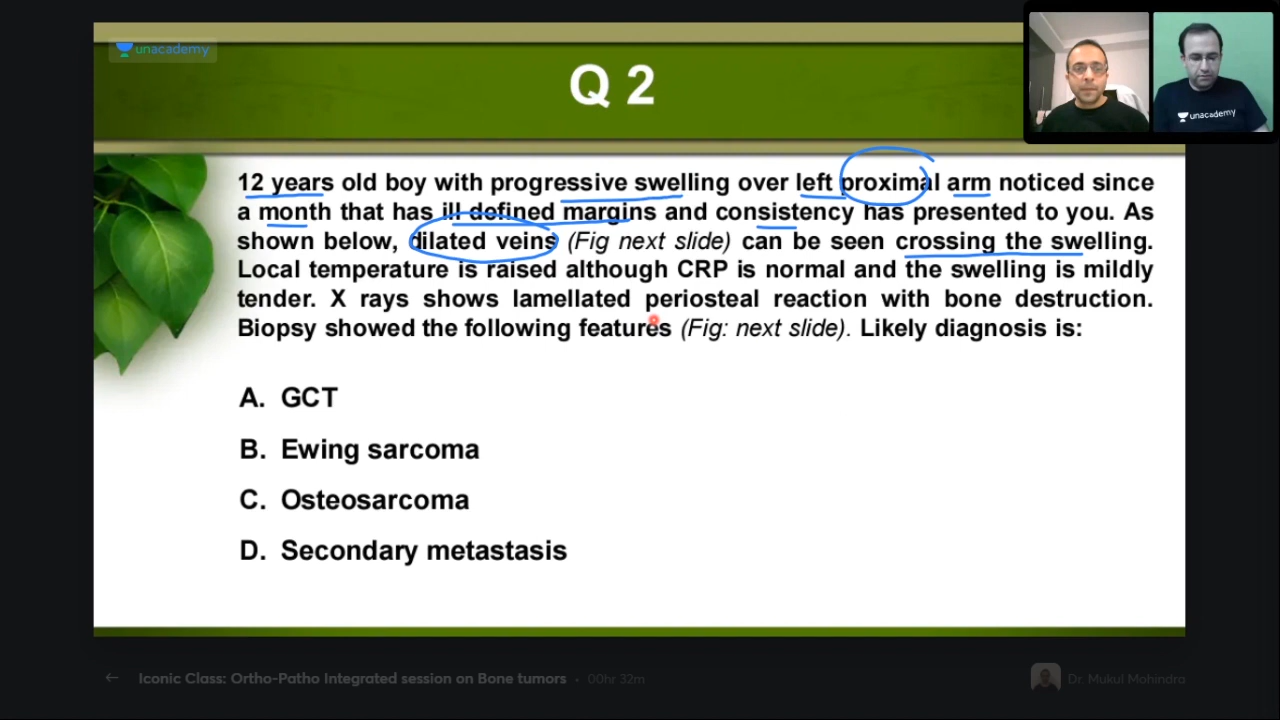 unacademy
Q 2
unacademy
12 years old boy with progressive swelling over left proximal arm noticed since
a month that has ill defined margins and consistency has presented to you. As
shown below, dilated veins (Fig next slide) can be seen crossing the swelling.
Local temperature is raised although CRP is normal and the swelling is mildly
tender. X rays shows lamellated periosteal reaction with bone destruction.
Biopsy showed the following features (Fig: next slide). Likely diagnosis is:
A. GCT
B. Ewing sarcoma
C. Osteosarcoma
D. Secondary metastasis
← Iconic Class: Ortho-Patho Integrated session on Bone tumors • 00hr 32m
Dr. Mukul Mohindra